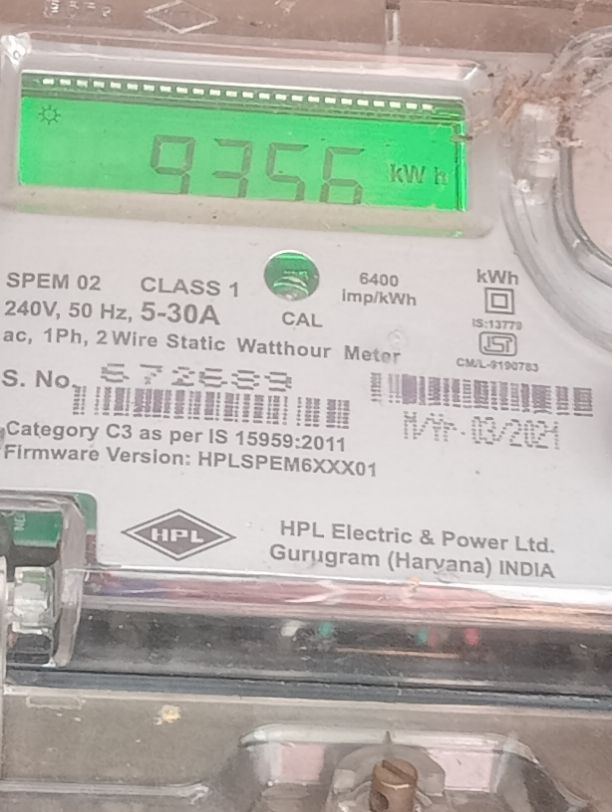 9356 kWh
SPEM 02 CLASS 1
240V, 50 Hz, 5-30A
CAL
6400
imp/kWh
kWh
IS:13779
ISI
CM/L-9190783
ac, 1Ph, 2 Wire Static Watthour Meter
S. No. 572689
M/Yr-03/2021
Category C3 as per IS 15959:2011
Firmware Version: HPLSPEM6XXX01
HPL
HPL Electric & Power Ltd.
Gurugram (Haryana) INDIA